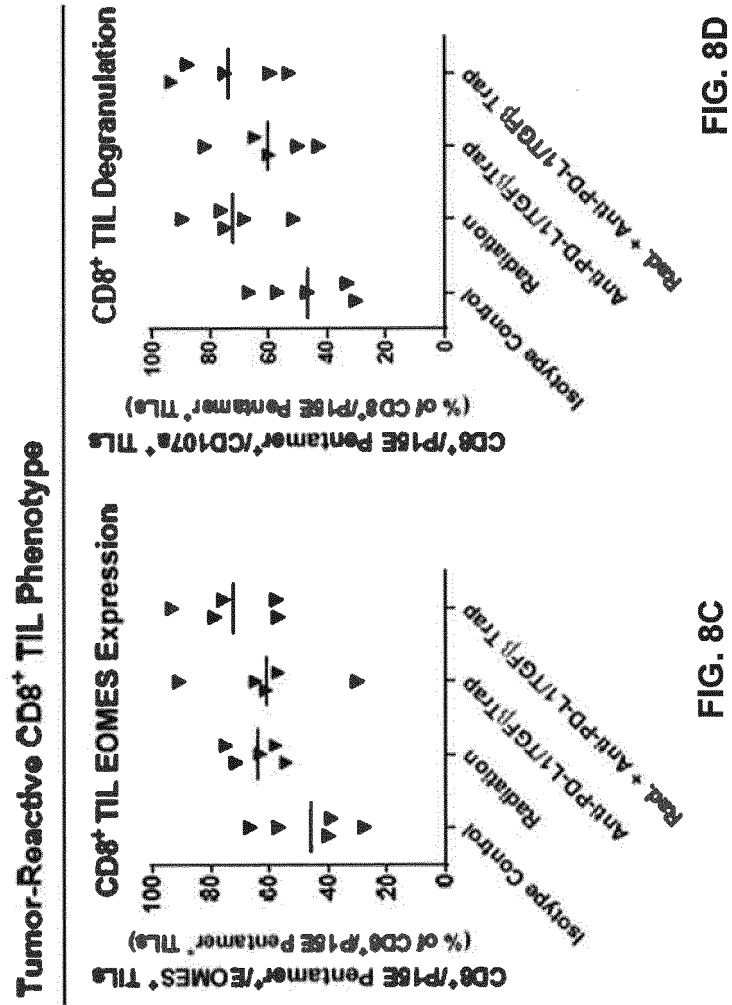 Tumor-Reactive CD8+ TIL Phenotype
CD8+ TIL EOMES Expression
CD8+/P15E Pentamer+/EOMES+ TILs
(% of CD8+/P15E Pentamer+ TILs)
100
80
60
40
20
0
Isotype Control
Radiation
Anti-PD-L1/TGFβ Trap
Rad. + Anti-PD-L1/TGFβ Trap
FIG. 8C
CD8+ TIL Degranulation
CD8+/P15E Pentamer+/CD107a+ TILs
(% of CD8+/P15E Pentamer+ TILs)
100
80
60
40
20
0
Isotype Control
Radiation
Anti-PD-L1/TGFβ Trap
Rad. + Anti-PD-L1/TGFβ Trap
FIG. 8D